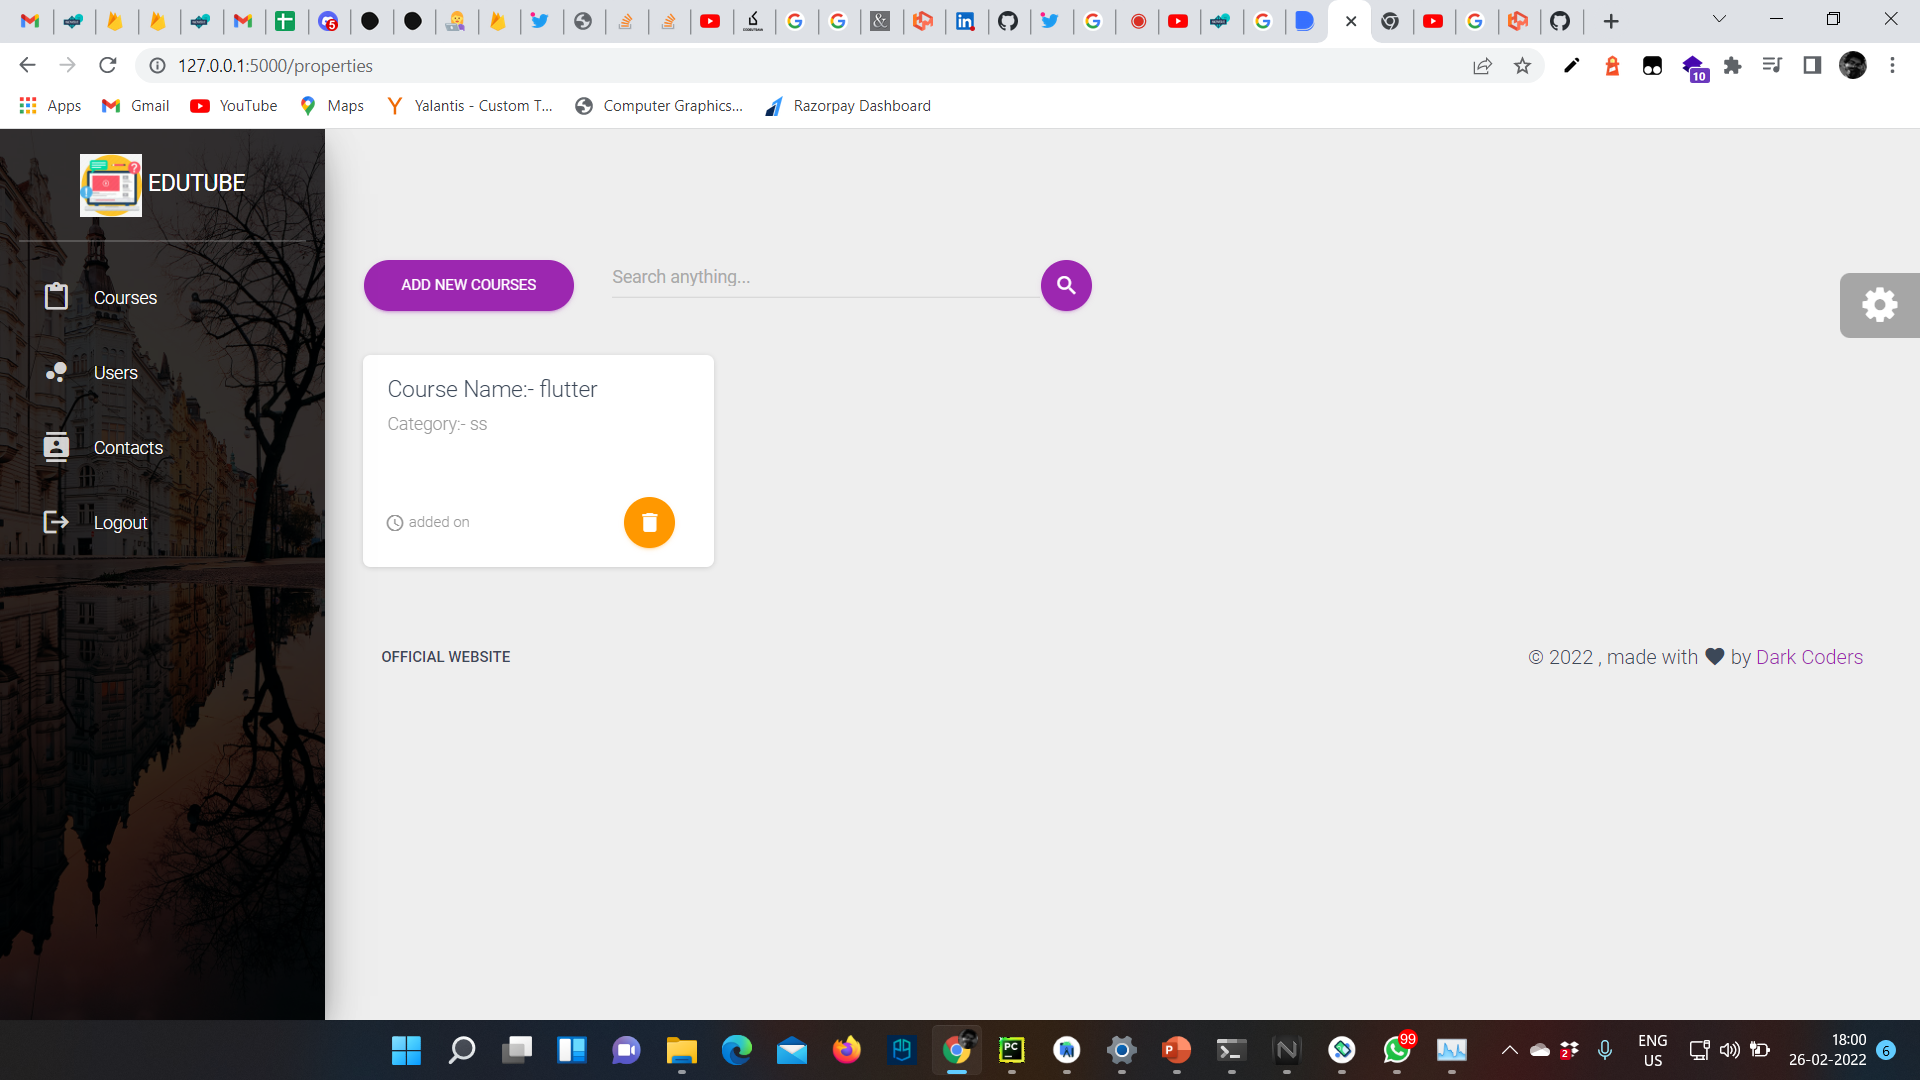 127.0.0.1:5000/properties
10
Apps
Gmail
YouTube
Maps
Yalantis - Custom T...
Computer Graphics...
Razorpay Dashboard
EDUTUBE
Courses
Users
Contacts
Logout
ADD NEW COURSES
Search anything...
Course Name:- flutter
Category:- ss
added on
OFFICIAL WEBSITE
© 2022 , made with by Dark Coders
99
ENG
US
18:00
26-02-2022
6